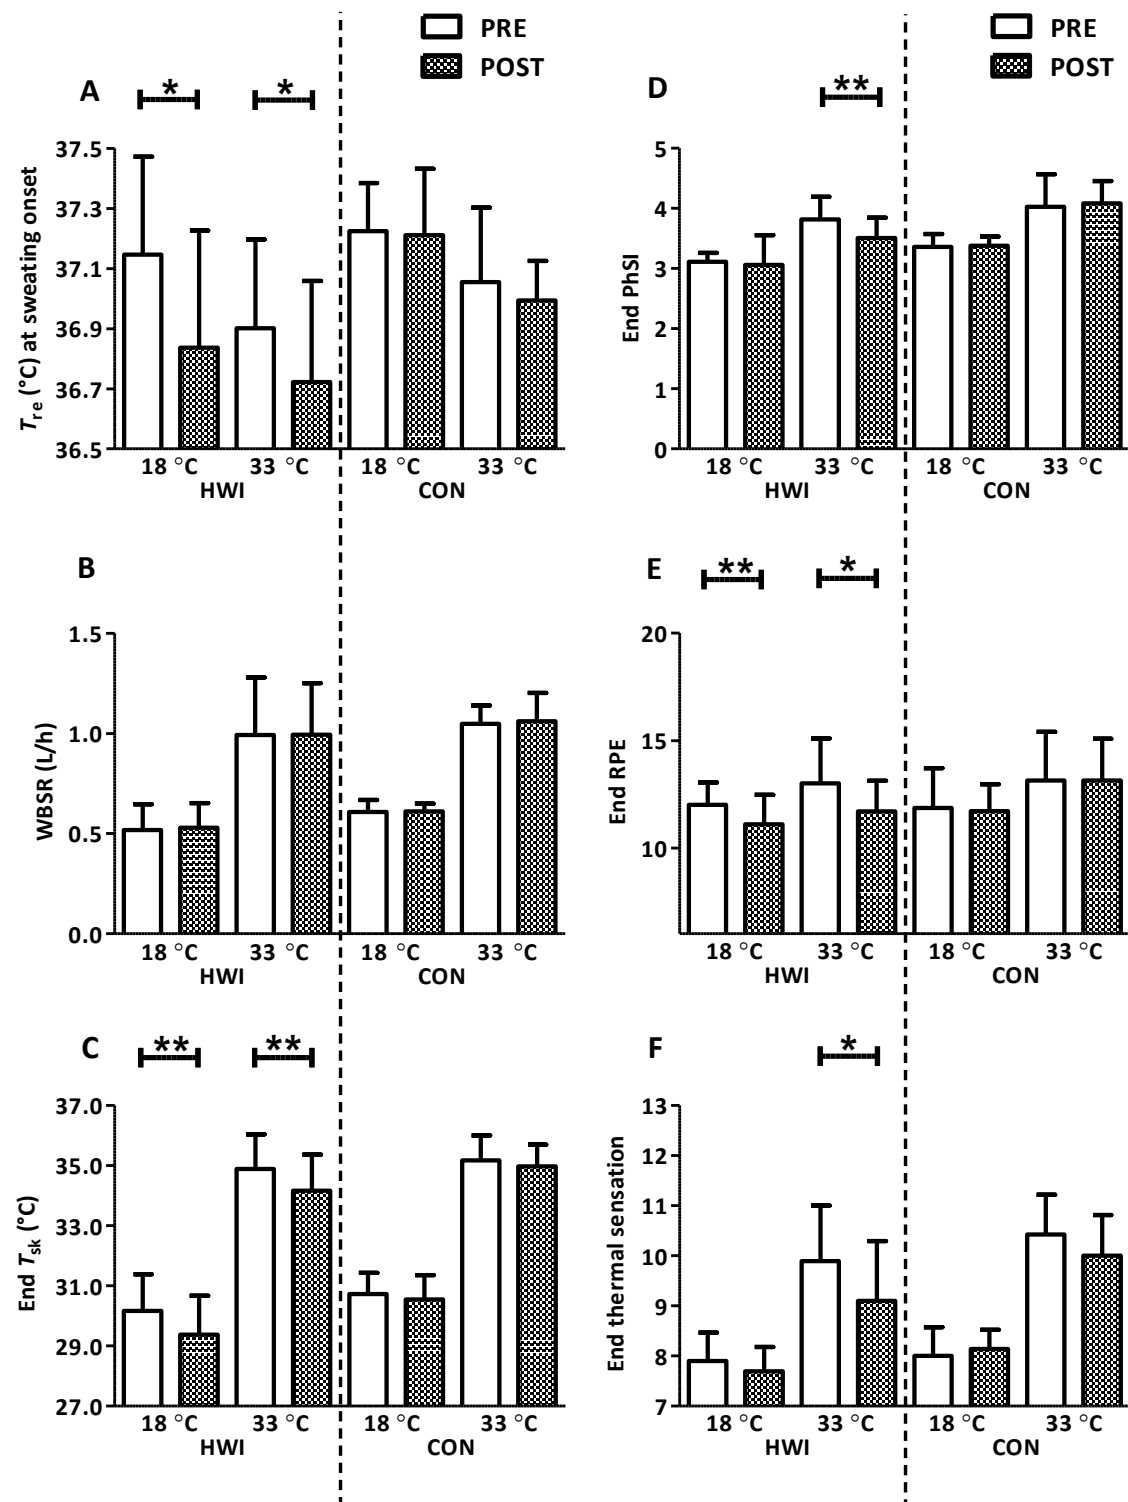 PRE
POST
A
* *
37.5
37.3
37.1
36.9
36.7
36.5
Tre (°C) at sweating onset
18 °C 33 °C 18 °C 33 °C
HWI CON
B
1.5
1.0
0.5
0.0
WBSR (L/h)
18 °C 33 °C 18 °C 33 °C
HWI CON
C
** **
37.0
35.0
33.0
31.0
29.0
27.0
End Tsk (°C)
18 °C 33 °C 18 °C 33 °C
HWI CON
PRE
POST
D
**
5
4
3
2
1
0
End PhSI
18 °C 33 °C 18 °C 33 °C
HWI CON
E
** *
20
15
10
End RPE
18 °C 33 °C 18 °C 33 °C
HWI CON
F
*
13
12
11
10
9
8
7
End thermal sensation
18 °C 33 °C 18 °C 33 °C
HWI CON